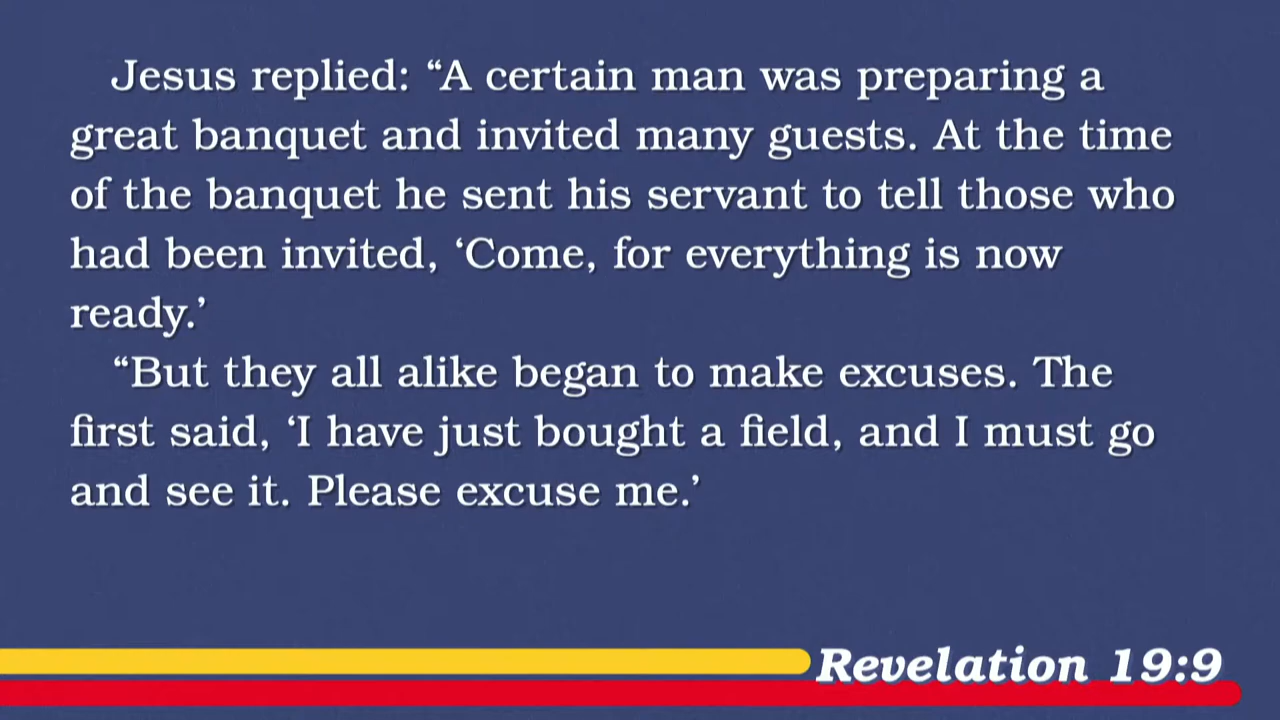 Jesus replied: “A certain man was preparing a
great banquet and invited many guests. At the time
of the banquet he sent his servant to tell those who
had been invited, ‘Come, for everything is now
ready.’
“But they all alike began to make excuses. The
first said, ‘I have just bought a field, and I must go
and see it. Please excuse me.’
Revelation 19:9